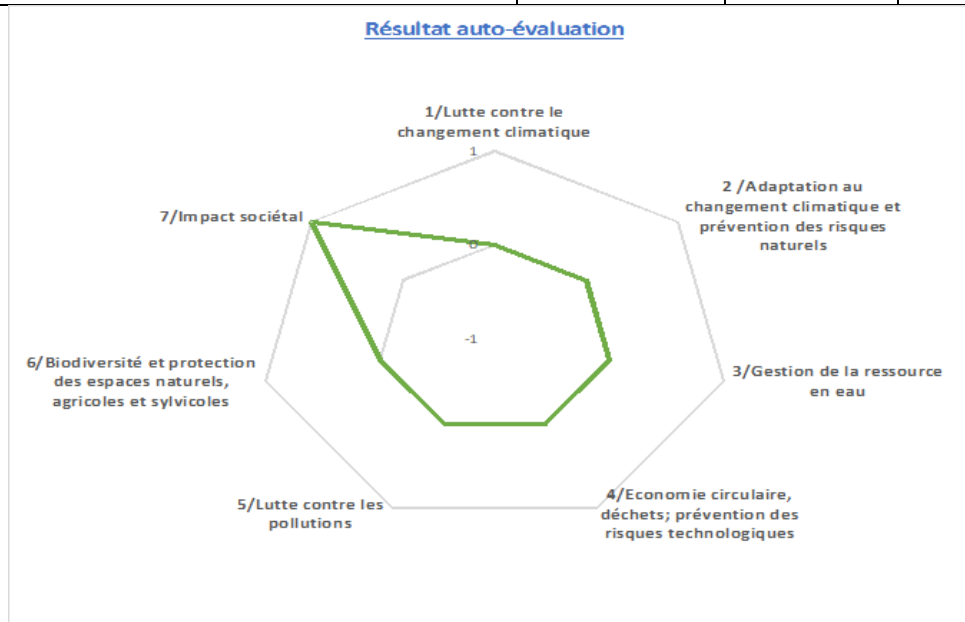 Résultat auto-évaluation
1/Lutte contre le
changement climatique
1
2 /Adaptation au
changement climatique et
prévention des risques
naturels
7/Impact sociétal
0
-1
6/Biodiversité et protection
des espaces naturels,
agricoles et sylvicoles
3/Gestion de la ressource
en eau
4/Economie circulaire,
déchets; prévention des
risques technologiques
5/Lutte contre les
pollutions